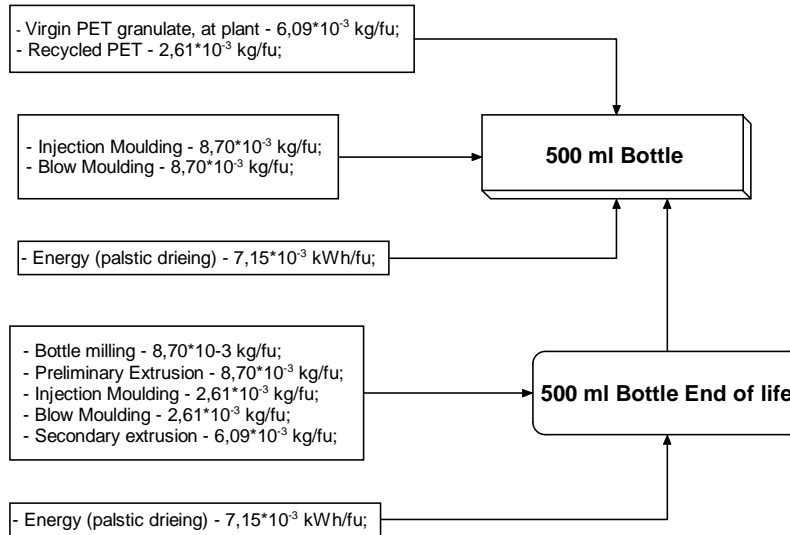 - Virgin PET granulate, at plant - 6,09*10⁻³ kg/fu;
- Recycled PET - 2,61*10⁻³ kg/fu;
- Injection Moulding - 8,70*10⁻³ kg/fu;
- Blow Moulding - 8,70*10⁻³ kg/fu;
500 ml Bottle
- Energy (palstic drieing) - 7,15*10⁻³ kWh/fu;
- Bottle milling - 8,70*10-3 kg/fu;
- Preliminary Extrusion - 8,70*10⁻³ kg/fu;
- Injection Moulding - 2,61*10⁻³ kg/fu;
- Blow Moulding - 2,61*10⁻³ kg/fu;
- Secondary extrusion - 6,09*10⁻³ kg/fu;
500 ml Bottle End of life
- Energy (palstic drieing) - 7,15*10⁻³ kWh/fu;